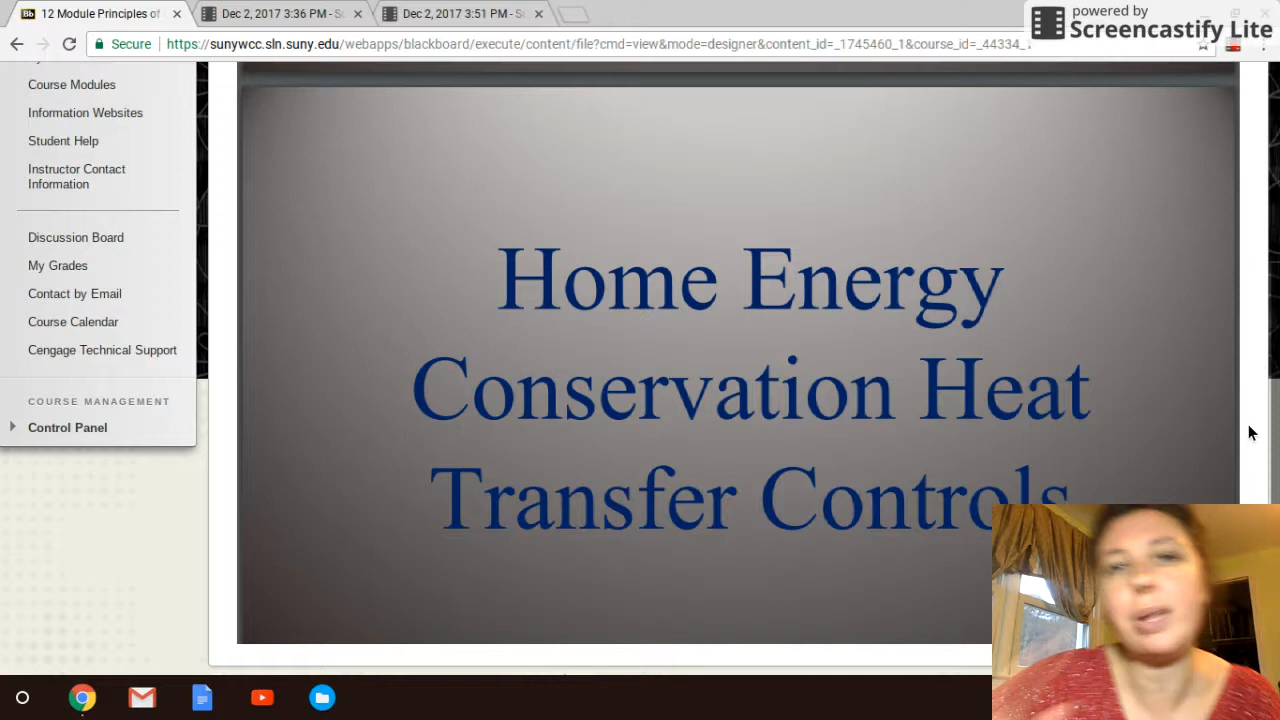 12 Module Principles of
Dec 2, 2017 3:36 PM - Sc
Dec 2, 2017 3:51 PM - Sc
powered by
Screencastify Lite
Secure
https://sunywcc.sln.suny.edu/webapps/blackboard/execute/content/file?cmd=view&mode=designer&content_id=_1745460_1&course_id=_44334_1
Course Modules
Information Websites
Student Help
Instructor Contact
Information
Discussion Board
My Grades
Contact by Email
Course Calendar
Cengage Technical Support
COURSE MANAGEMENT
Control Panel
Home Energy
Conservation Heat
Transfer Controls